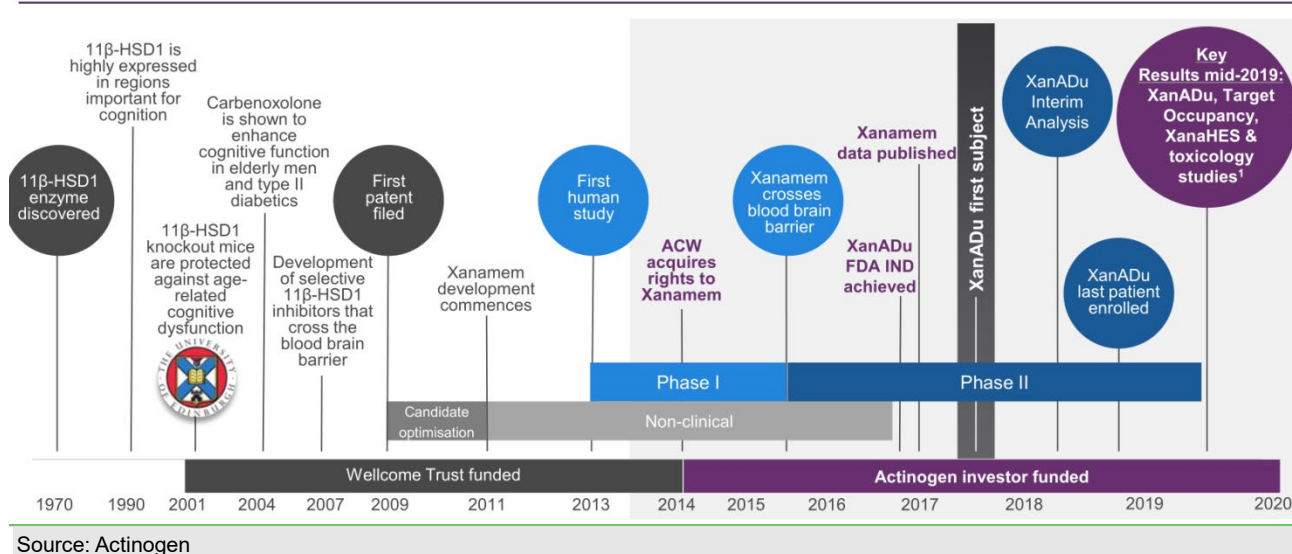 11β-HSD1 is
highly expressed
in regions
important for
cognition
11β-HSD1
enzyme
discovered
11β-HSD1
knockout mice
are protected
against age-
related
cognitive
dysfunction
THE UNIVERSITY
OF EDINBURGH
Carbenoxolone
is shown to
enhance
cognitive function
in elderly men
and type II
diabetics
Development
of selective
11β-HSD1
inhibitors that
cross the
blood brain
barrier
First
patent
filed
Xanamem
development
commences
First
human
study
ACW
acquires
rights to
Xanamem
Xanamem
crosses
blood brain
barrier
Xanamem
data published
XanADu
FDA IND
achieved
XanADu first subject
XanADu
Interim
Analysis
XanADu
last patient
enrolled
Key
Results mid-2019:
XanADu, Target
Occupancy,
XanaHES &
toxicology
studies¹
Phase I
Phase II
Candidate
optimisation
Non-clinical
Wellcome Trust funded
Actinogen investor funded
1970 1990 2001 2004 2007 2009 2011 2013 2014 2015 2016 2017 2018 2019 2020
Source: Actinogen